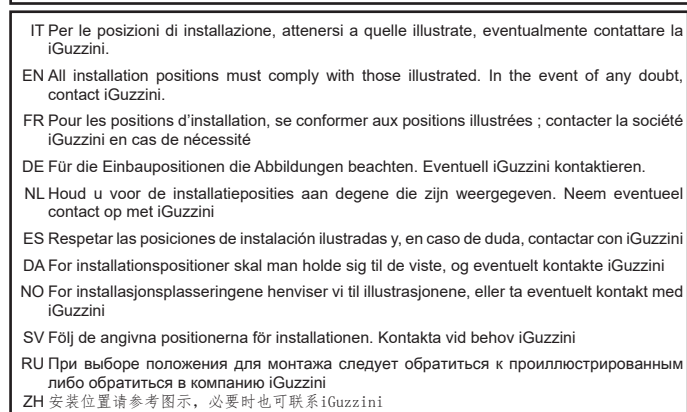 IT Per le posizioni di installazione, attenersi a quelle illustrate, eventualmente contattare la
iGuzzini.
EN All installation positions must comply with those illustrated. In the event of any doubt,
contact iGuzzini.
FR Pour les positions d'installation, se conformer aux positions illustrées ; contacter la société
iGuzzini en cas de nécessité
DE Für die Einbaupositionen die Abbildungen beachten. Eventuell iGuzzini kontaktieren.
NL Houd u voor de installatieposities aan degene die zijn weergegeven. Neem eventueel
contact op met iGuzzini
ES Respetar las posiciones de instalación ilustradas y, en caso de duda, contactar con iGuzzini
DA For installationspositioner skal man holde sig til de viste, og eventuelt kontakte iGuzzini
NO For installasjonsplasseringene henviser vi til illustrasjonene, eller ta eventuelt kontakt med
iGuzzini
SV Följ de angivna positionerna för installationen. Kontakta vid behov iGuzzini
RU При выборе положения для монтажа следует обратиться к проиллюстрированным
либо обратиться в компанию iGuzzini
ZH 安装位置请参考图示，必要时也可联系iGuzzini